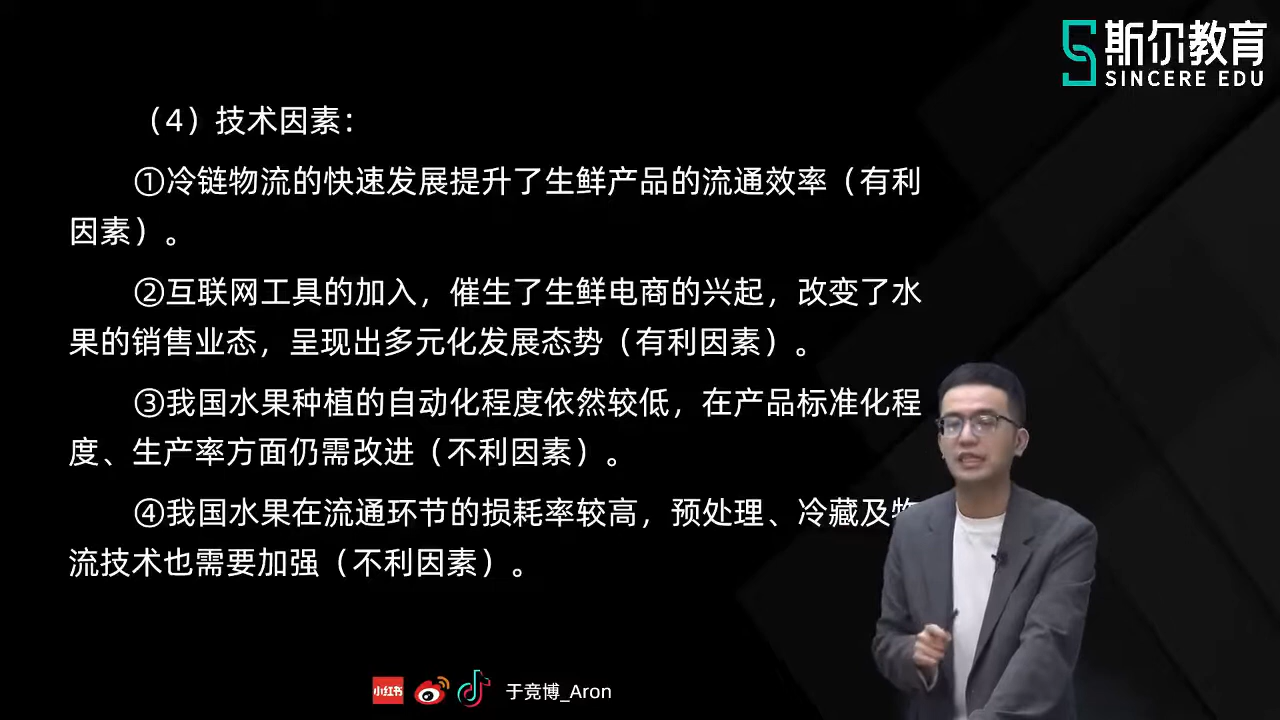 斯尔教育
SINCERE EDU
（4）技术因素：
①冷链物流的快速发展提升了生鲜产品的流通效率（有利
因素）。
②互联网工具的加入，催生了生鲜电商的兴起，改变了水
果的销售业态，呈现出多元化发展态势（有利因素）。
③我国水果种植的自动化程度依然较低，在产品标准化程
度、生产率方面仍需改进（不利因素）。
④我国水果在流通环节的损耗率较高，预处理、冷藏及物
流技术也需要加强（不利因素）。
小红书
于竞博_Aron